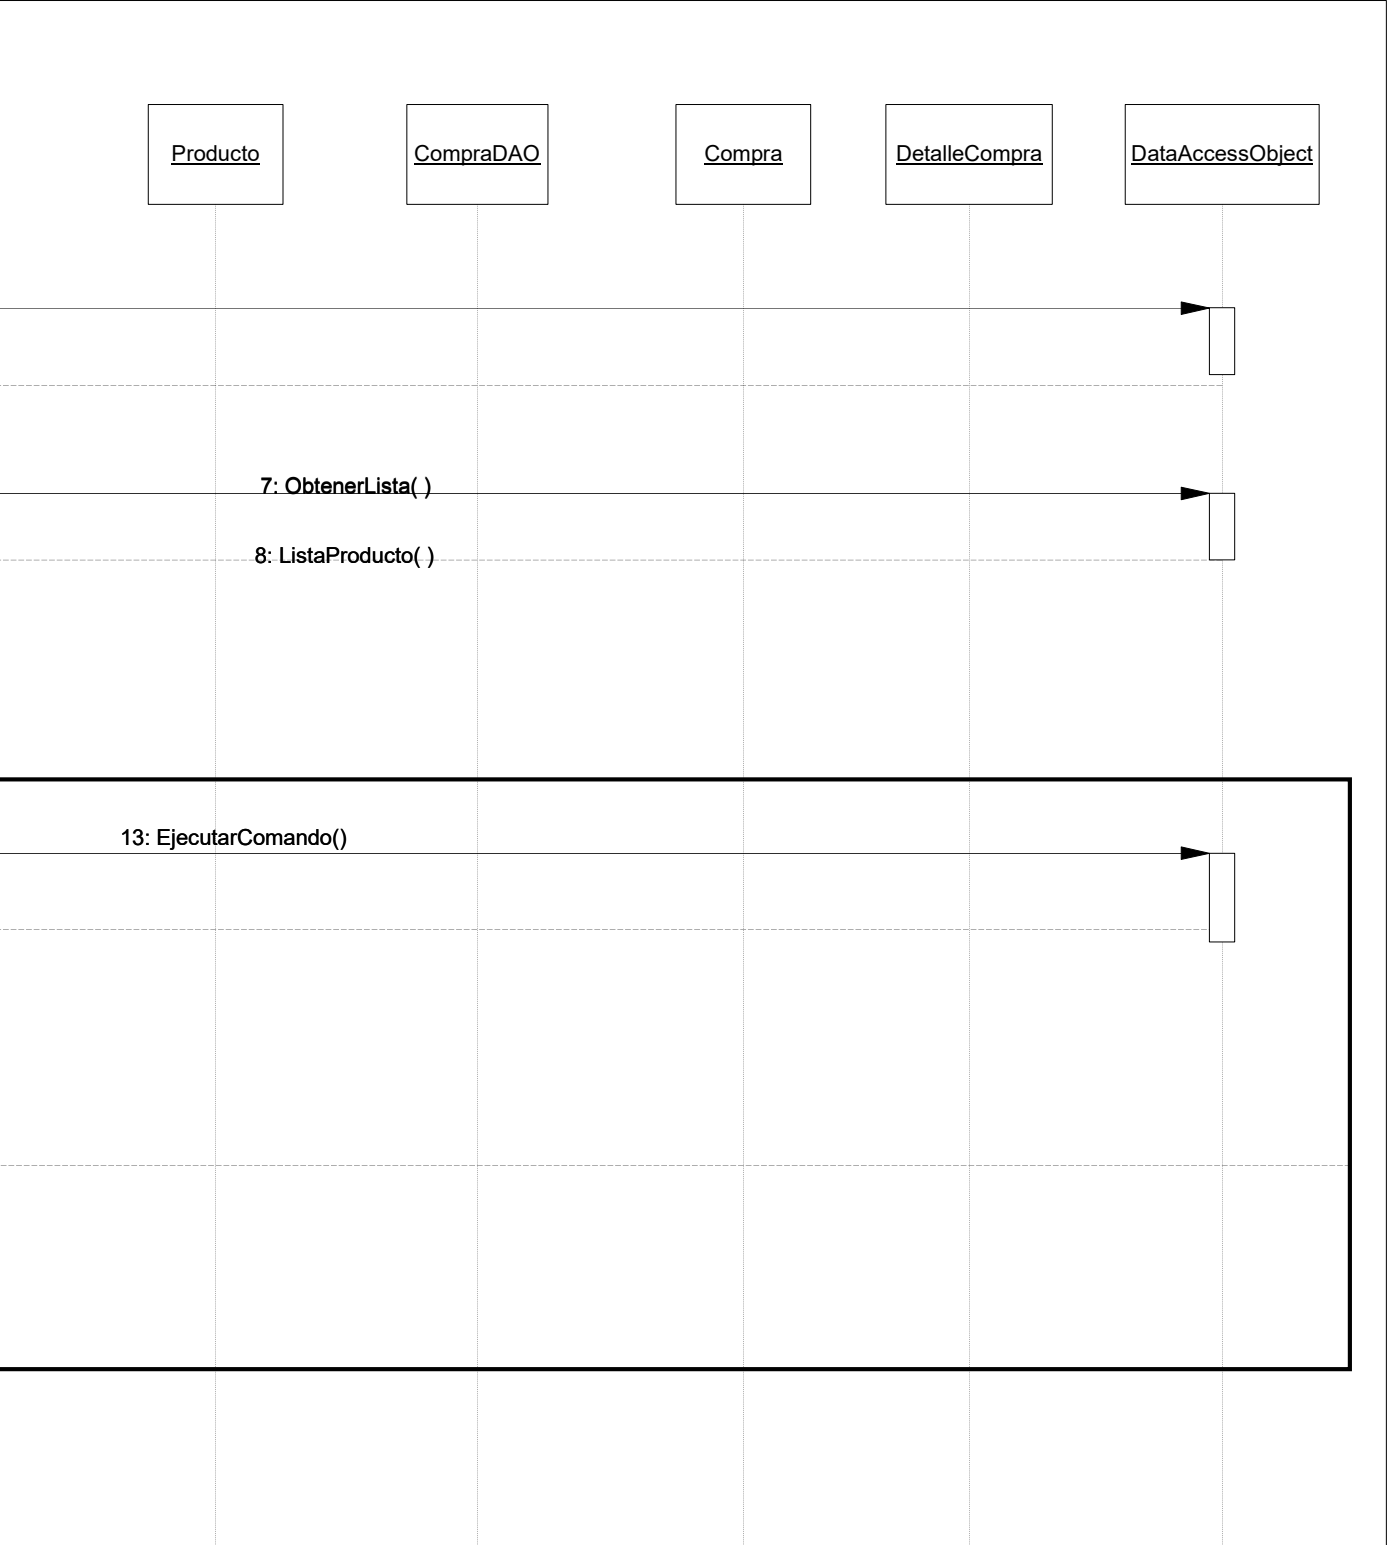 Producto
CompraDAO
Compra
DetalleCompra
DataAccessObject
7: ObtenerLista( )
8: ListaProducto( )
13: EjecutarComando()